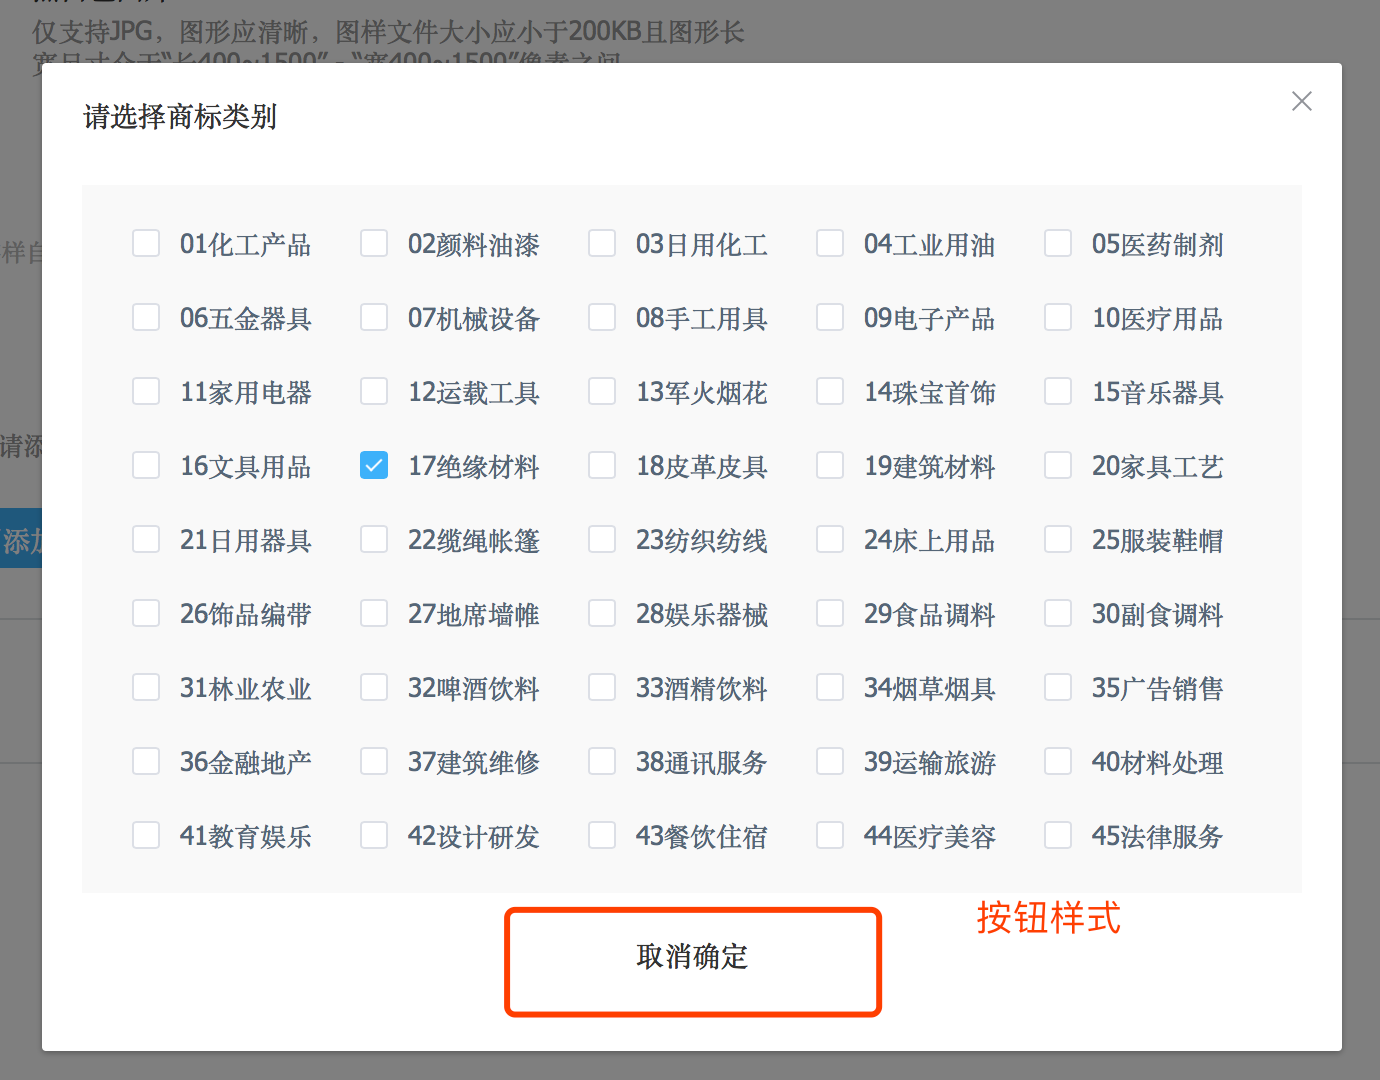 仅支持JPG，图形应清晰，图样文件大小应小于200KB且图形长
宽尺寸介于“长400~1500” - “宽400~1500”像素之间
请选择商标类别
01化工产品 02颜料油漆 03日用化工 04工业用油 05医药制剂
样自
06五金器具 07机械设备 08手工用具 09电子产品 10医疗用品
11家用电器 12运载工具 13军火烟花 14珠宝首饰 15音乐器具
请添
16文具用品 17绝缘材料 18皮革皮具 19建筑材料 20家具工艺
添加
21日用器具 22缆绳帐篷 23纺织纺线 24床上用品 25服装鞋帽
26饰品编带 27地席墙帷 28娱乐器械 29食品调料 30副食调料
31林业农业 32啤酒饮料 33酒精饮料 34烟草烟具 35广告销售
36金融地产 37建筑维修 38通讯服务 39运输旅游 40材料处理
41教育娱乐 42设计研发 43餐饮住宿 44医疗美容 45法律服务
按钮样式
取消确定